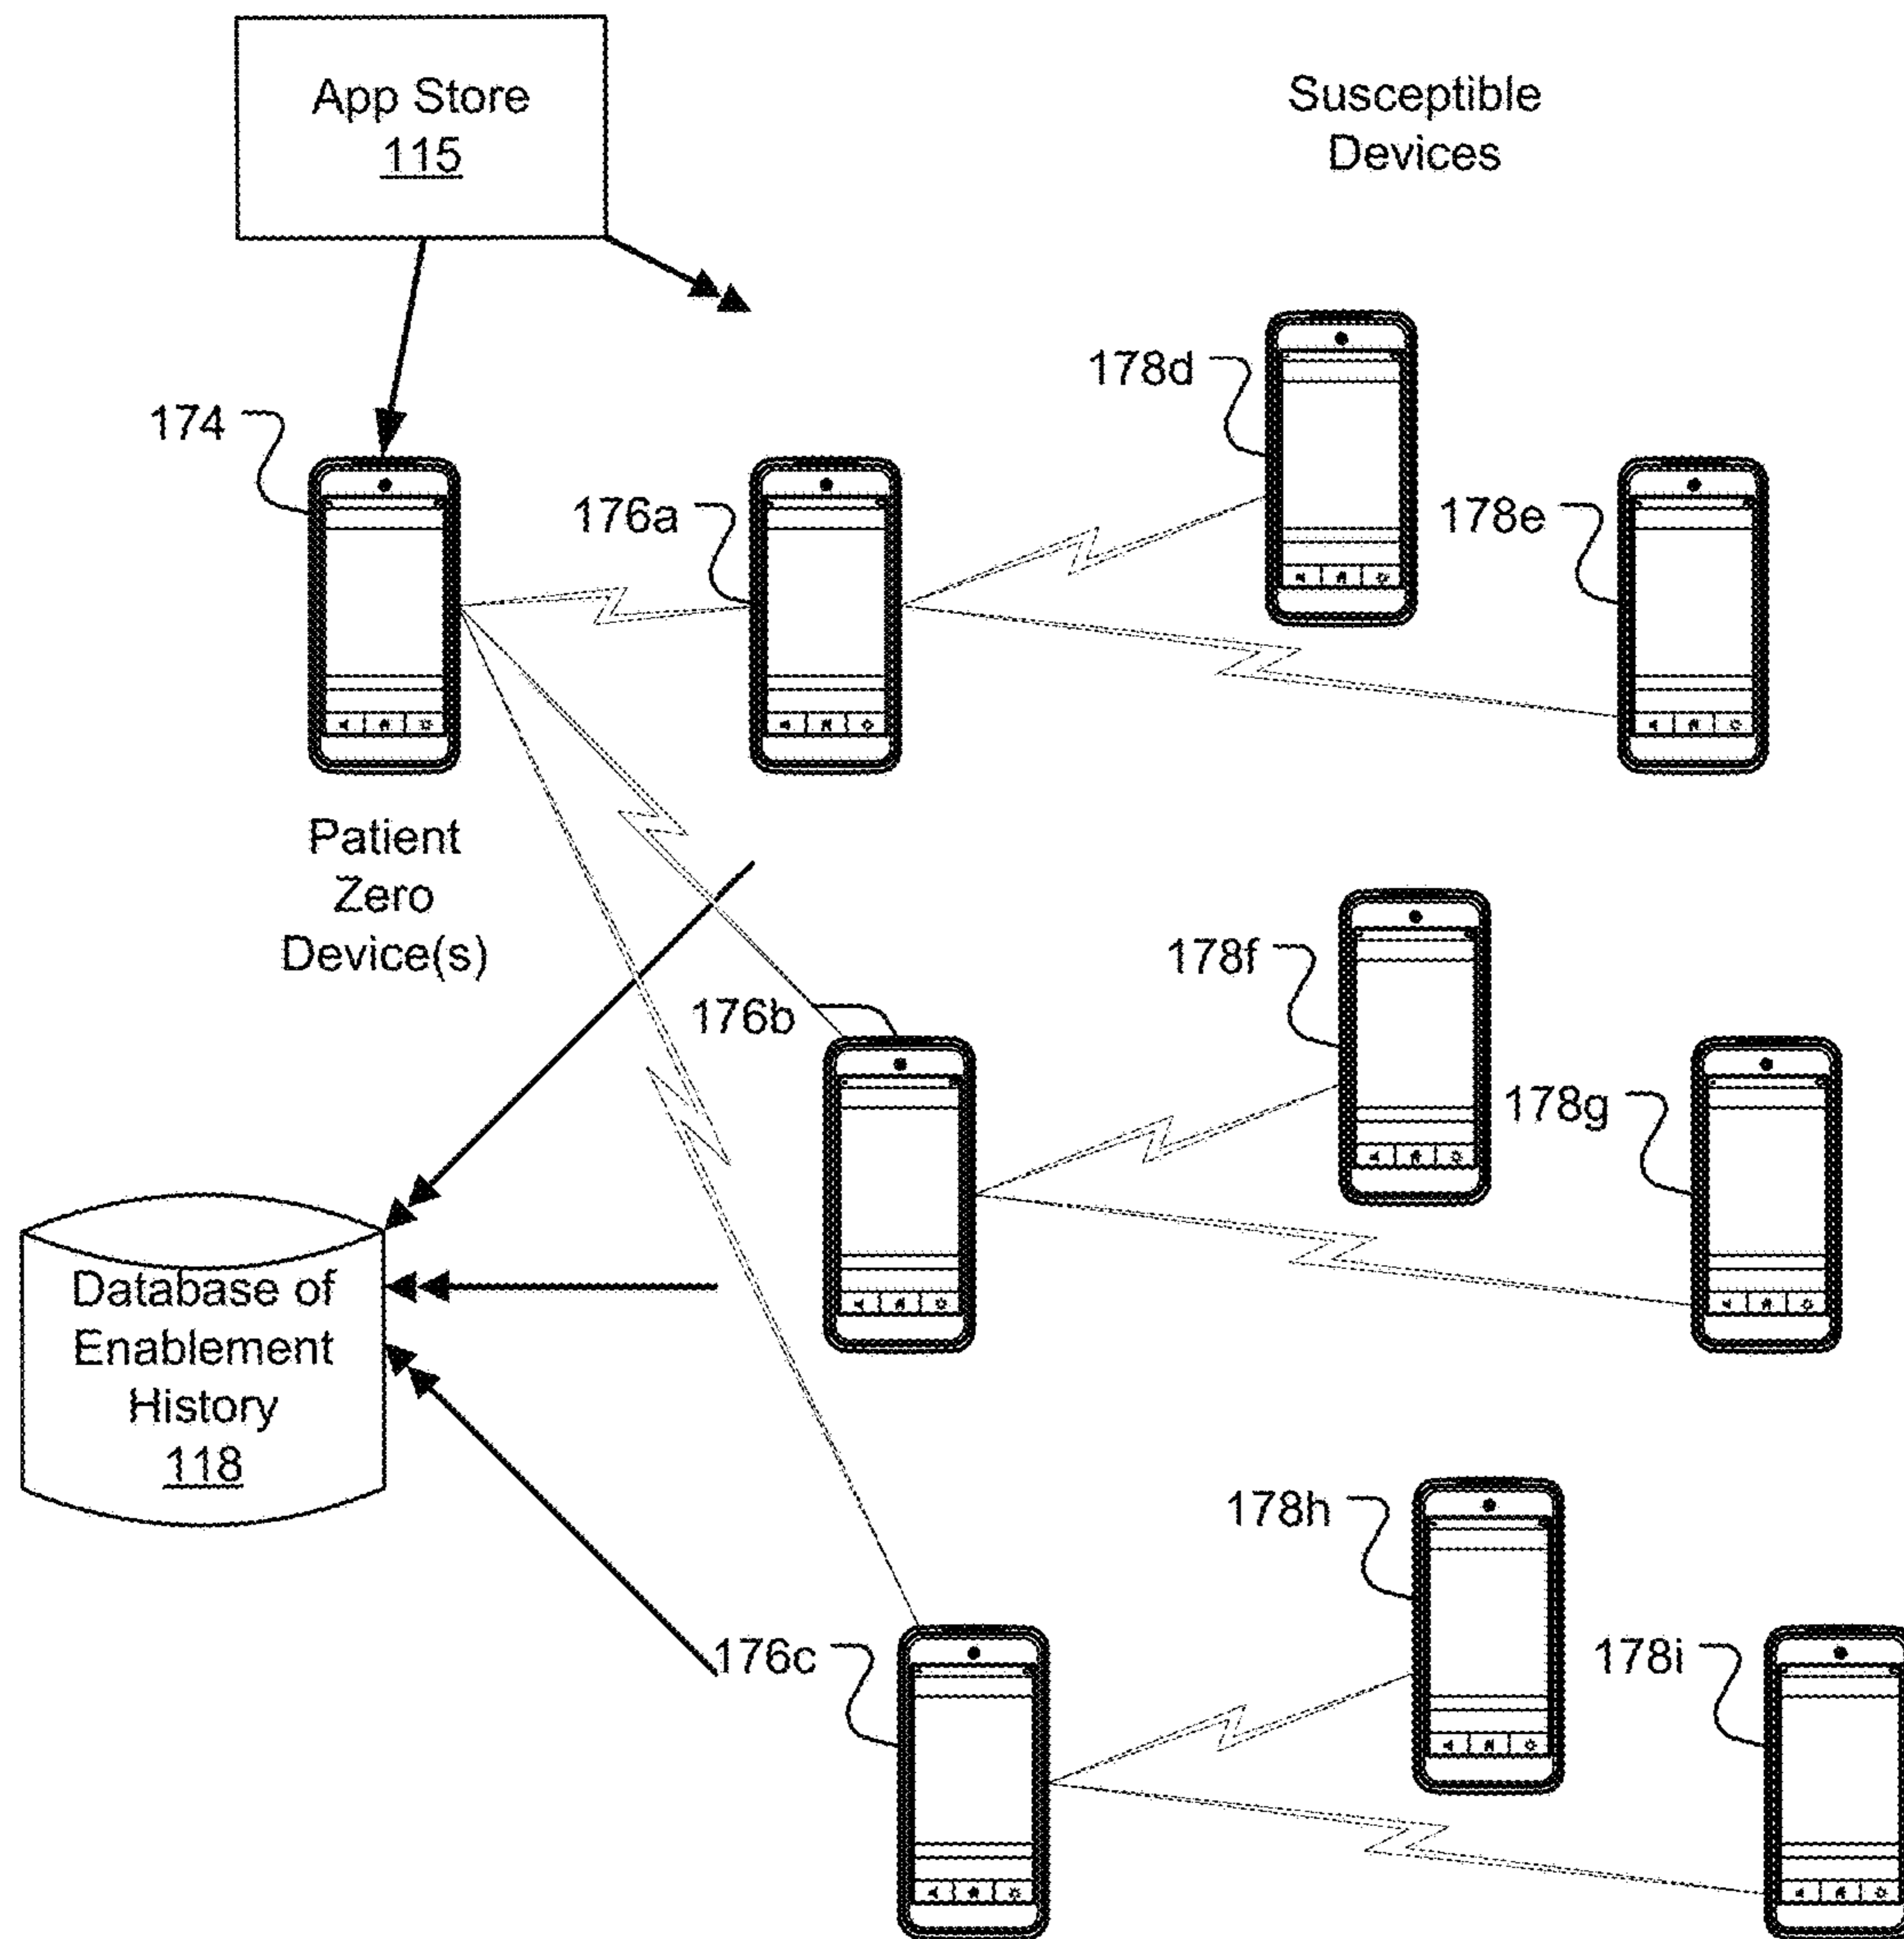 App Store
115
Susceptible
Devices
174
176a
178d
178e
Patient
Zero
Device(s)
176b
178f
178g
Database of
Enablement
History
118
176c
178h
178i